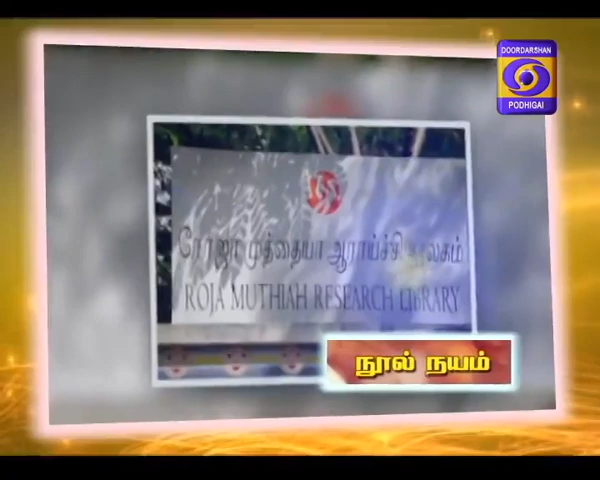 DOORDARSHAN
PODHIGAI
ரோஜா முத்தையா ஆராய்ச்சி நூலகம்
ROJA MUTHIAH RESEARCH LIBRARY
நூல் நயம்